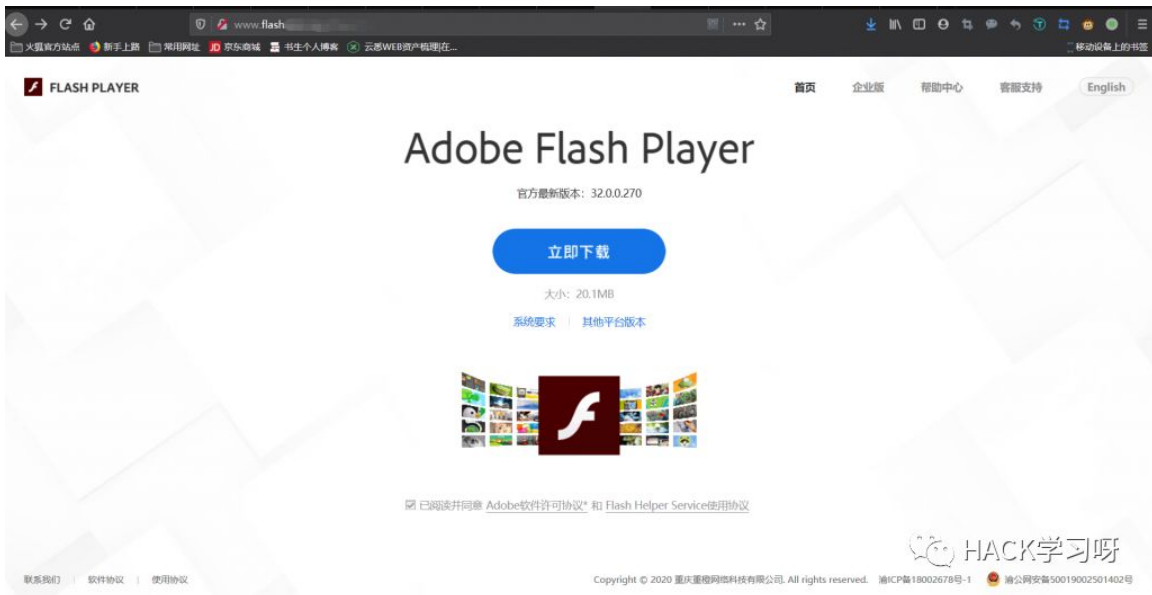 www.flash
火狐官方站点 新手上路 常用网址 JD 京东商城 书生个人博客 云悉WEB资产梳理|在... 移动设备上的书签
FLASH PLAYER 首页 企业版 帮助中心 客服支持 English
Adobe Flash Player
官方最新版本：32.0.0.270
立即下载
大小：20.1MB
系统要求 | 其他平台版本
已阅读并同意 Adobe软件许可协议* 和 Flash Helper Service使用协议
HACK学习呀
联系我们 | 软件协议 | 使用协议 Copyright © 2020 重庆重橙网络科技有限公司. All rights reserved. 渝ICP备18002678号-1 渝公网安备50019002501402号